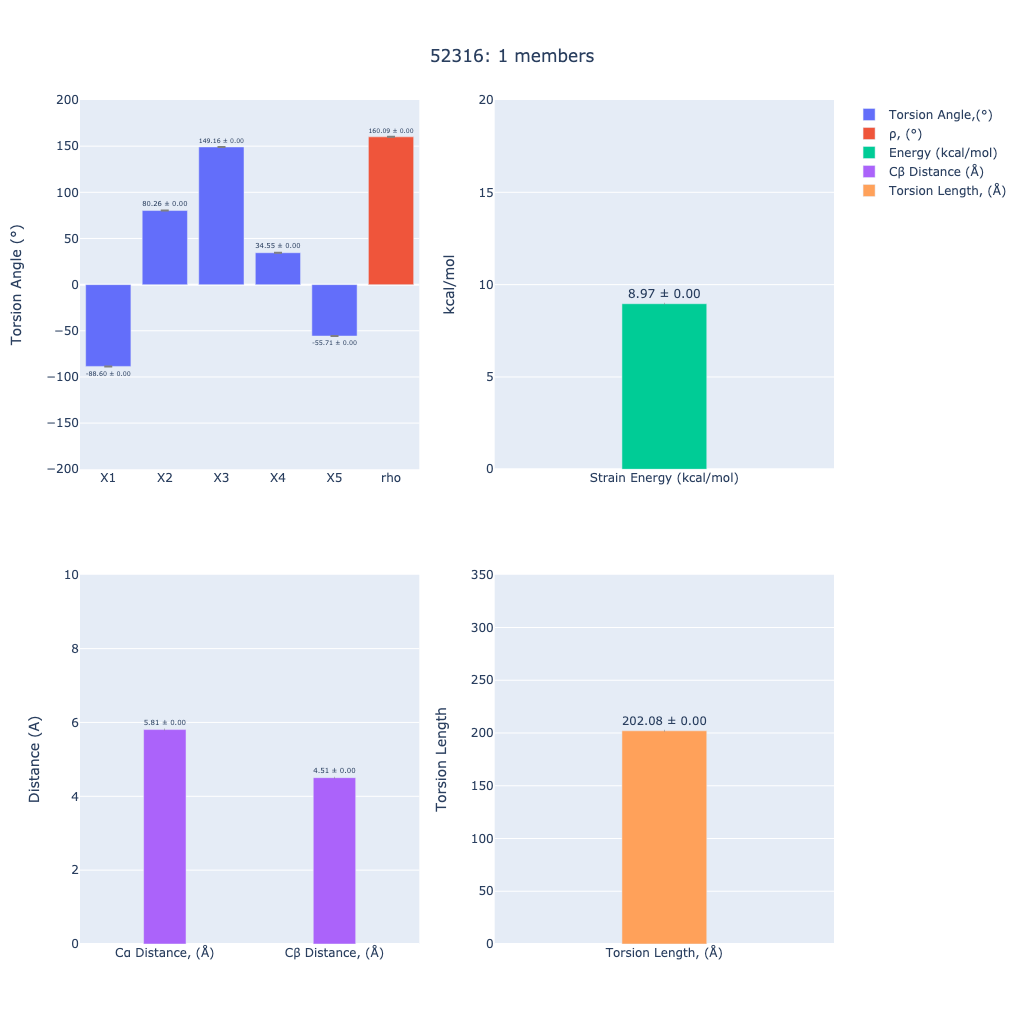 52316: 1 members
Torsion Angle (°)
200
150
100
50
0
−50
−100
−150
−200
-88.60 ± 0.00
80.26 ± 0.00
149.16 ± 0.00
34.55 ± 0.00
-55.71 ± 0.00
160.09 ± 0.00
X1 X2 X3 X4 X5 rho
kcal/mol
20
15
10
5
0
8.97 ± 0.00
Strain Energy (kcal/mol)
Torsion Angle,(°)
ρ, (°)
Energy (kcal/mol)
Cβ Distance (Å)
Torsion Length, (Å)
Distance (A)
10
8
6
4
2
0
5.81 ± 0.00
4.51 ± 0.00
Cα Distance, (Å) Cβ Distance, (Å)
Torsion Length
350
300
250
200
150
100
50
0
202.08 ± 0.00
Torsion Length, (Å)